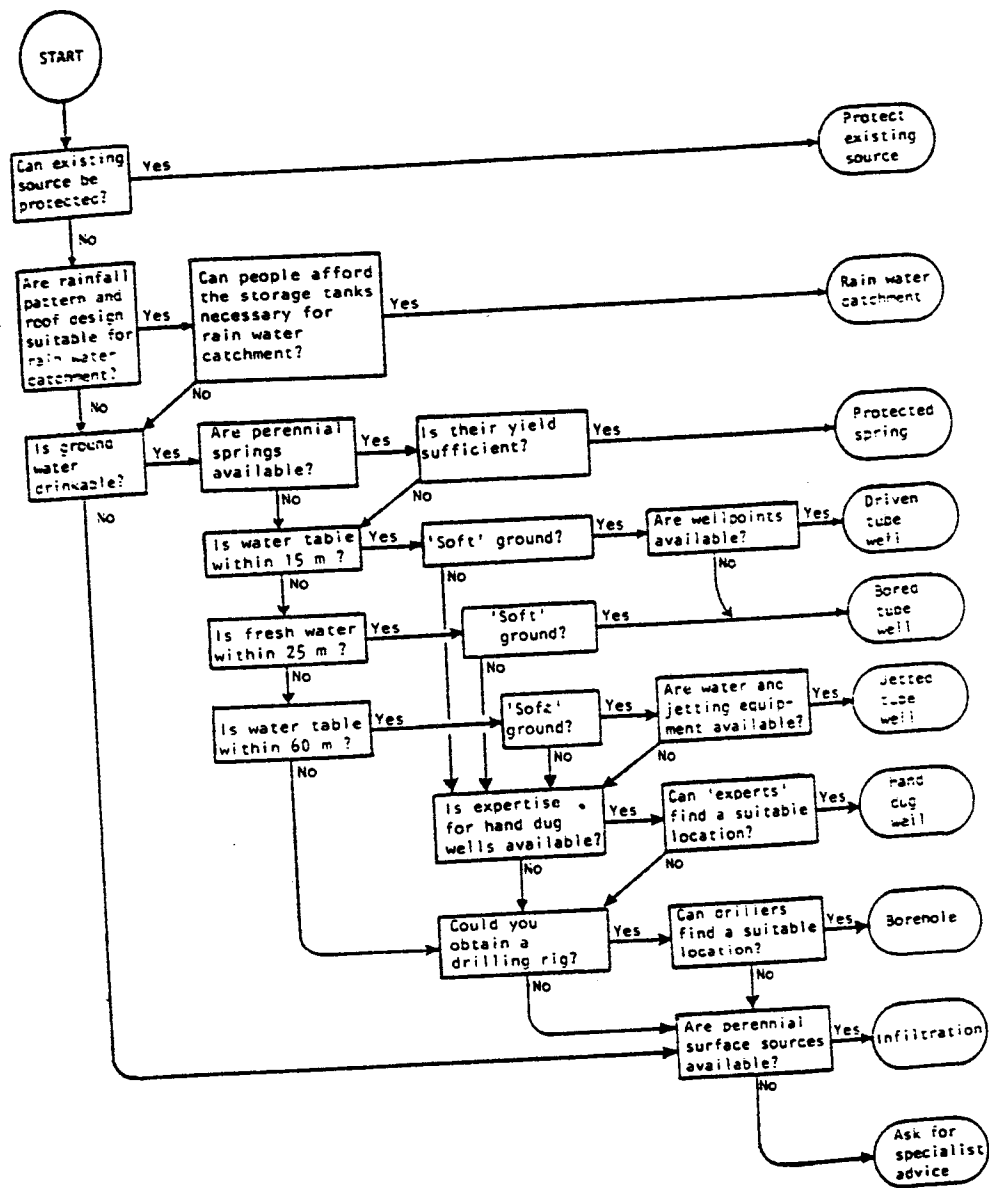 START
Can existing
source be
protected?
Yes
Protect
existing
source
No
Are rainfall
pattern and
roof design
suitable for
rain water
catchment?
Yes
Can people afford
the storage tanks
necessary for
rain water
catchment?
Yes
Rain water
catchment
No
No
Is ground
water
drinkable?
Yes
Are perennial
springs
available?
Yes
Is their yield
sufficient?
Yes
Protected
spring
No
No
No
Is water table
within 15 m ?
Yes
'Soft' ground?
Yes
Are wellpoints
available?
Yes
Driven
tube
well
No
No
No
Is fresh water
within 25 m ?
Yes
'Soft'
ground?
Yes
Bored
tube
well
No
No
Is water table
within 60 m ?
Yes
'Soft'
ground?
Yes
Are water and
jetting equip-
ment available?
Yes
Jetted
tube
well
No
No
No
Is expertise
for hand dug
wells available?
Yes
Can 'experts'
find a suitable
location?
Yes
Hand
dug
well
No
No
Could you
obtain a
drilling rig?
Yes
Can drillers
find a suitable
location?
Yes
Borehole
No
No
Are perennial
surface sources
available?
Yes
Infiltration
No
Ask for
specialist
advice